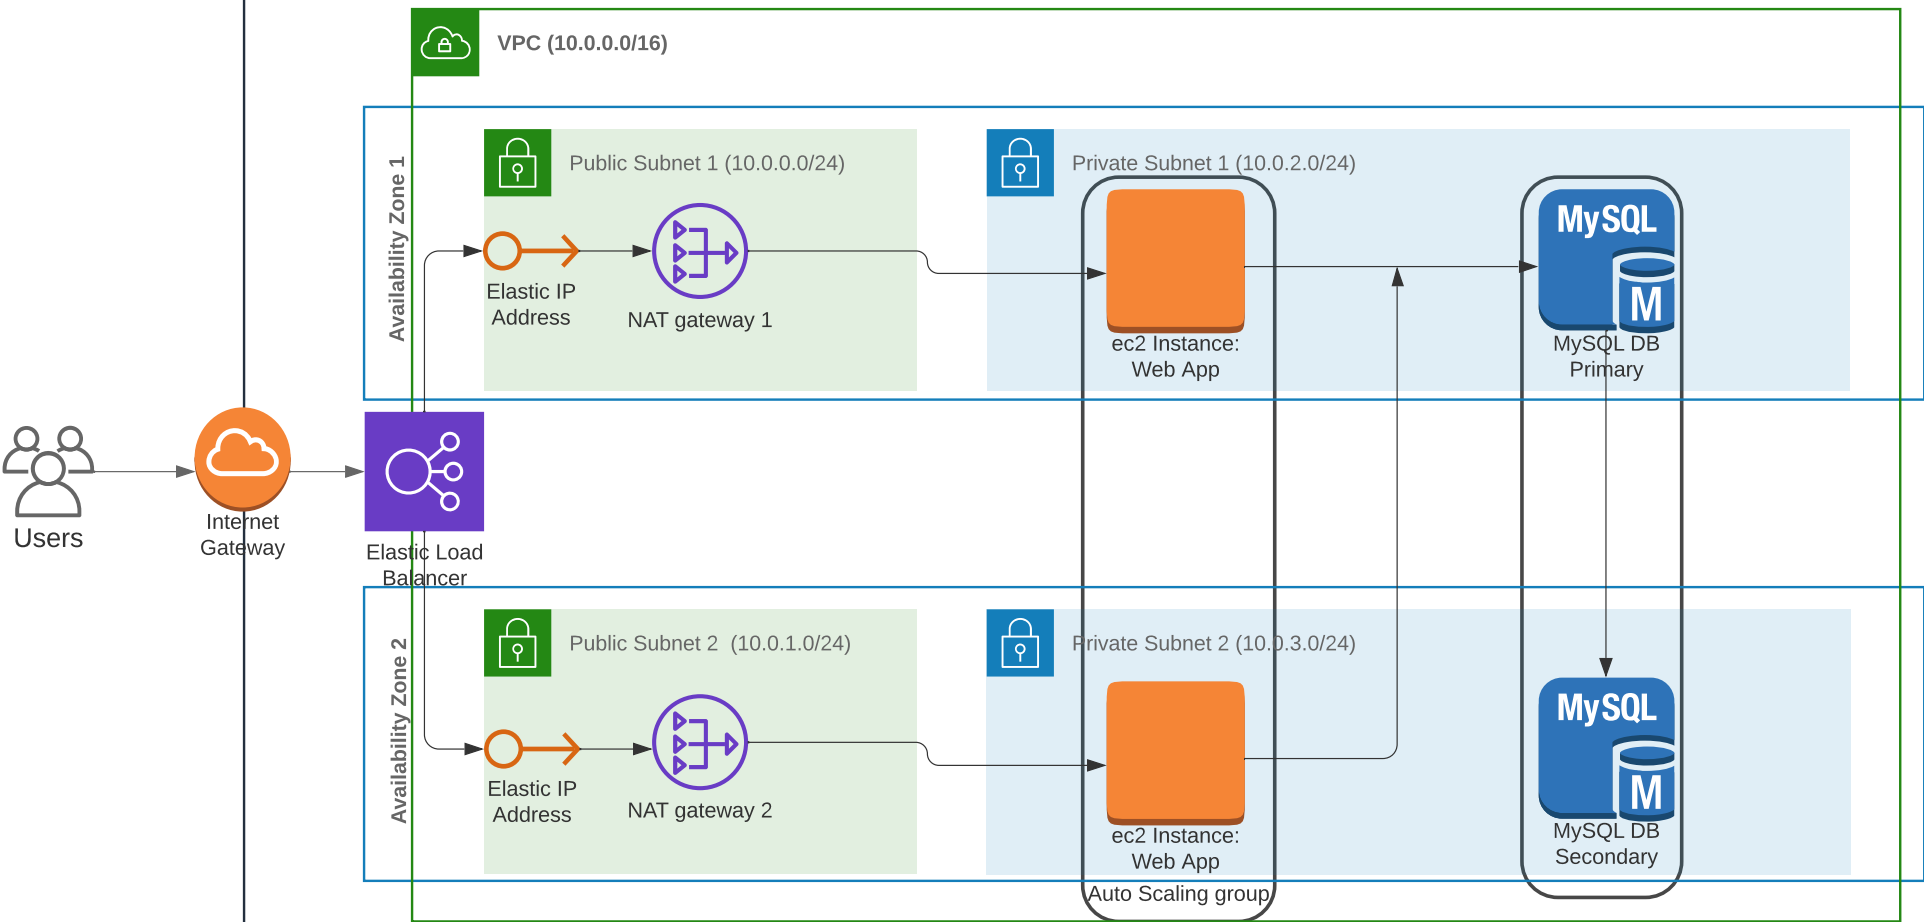 VPC (10.0.0.0/16)
Availability Zone 1
Public Subnet 1 (10.0.0.0/24)
Private Subnet 1 (10.0.2.0/24)
Elastic IP
Address
NAT gateway 1
ec2 Instance:
Web App
MySQL
M
MySQL DB
Primary
Users
Internet
Gateway
Elastic Load
Balancer
Availability Zone 2
Public Subnet 2 (10.0.1.0/24)
Private Subnet 2 (10.0.3.0/24)
Elastic IP
Address
NAT gateway 2
ec2 Instance:
Web App
Auto Scaling group
MySQL
M
MySQL DB
Secondary